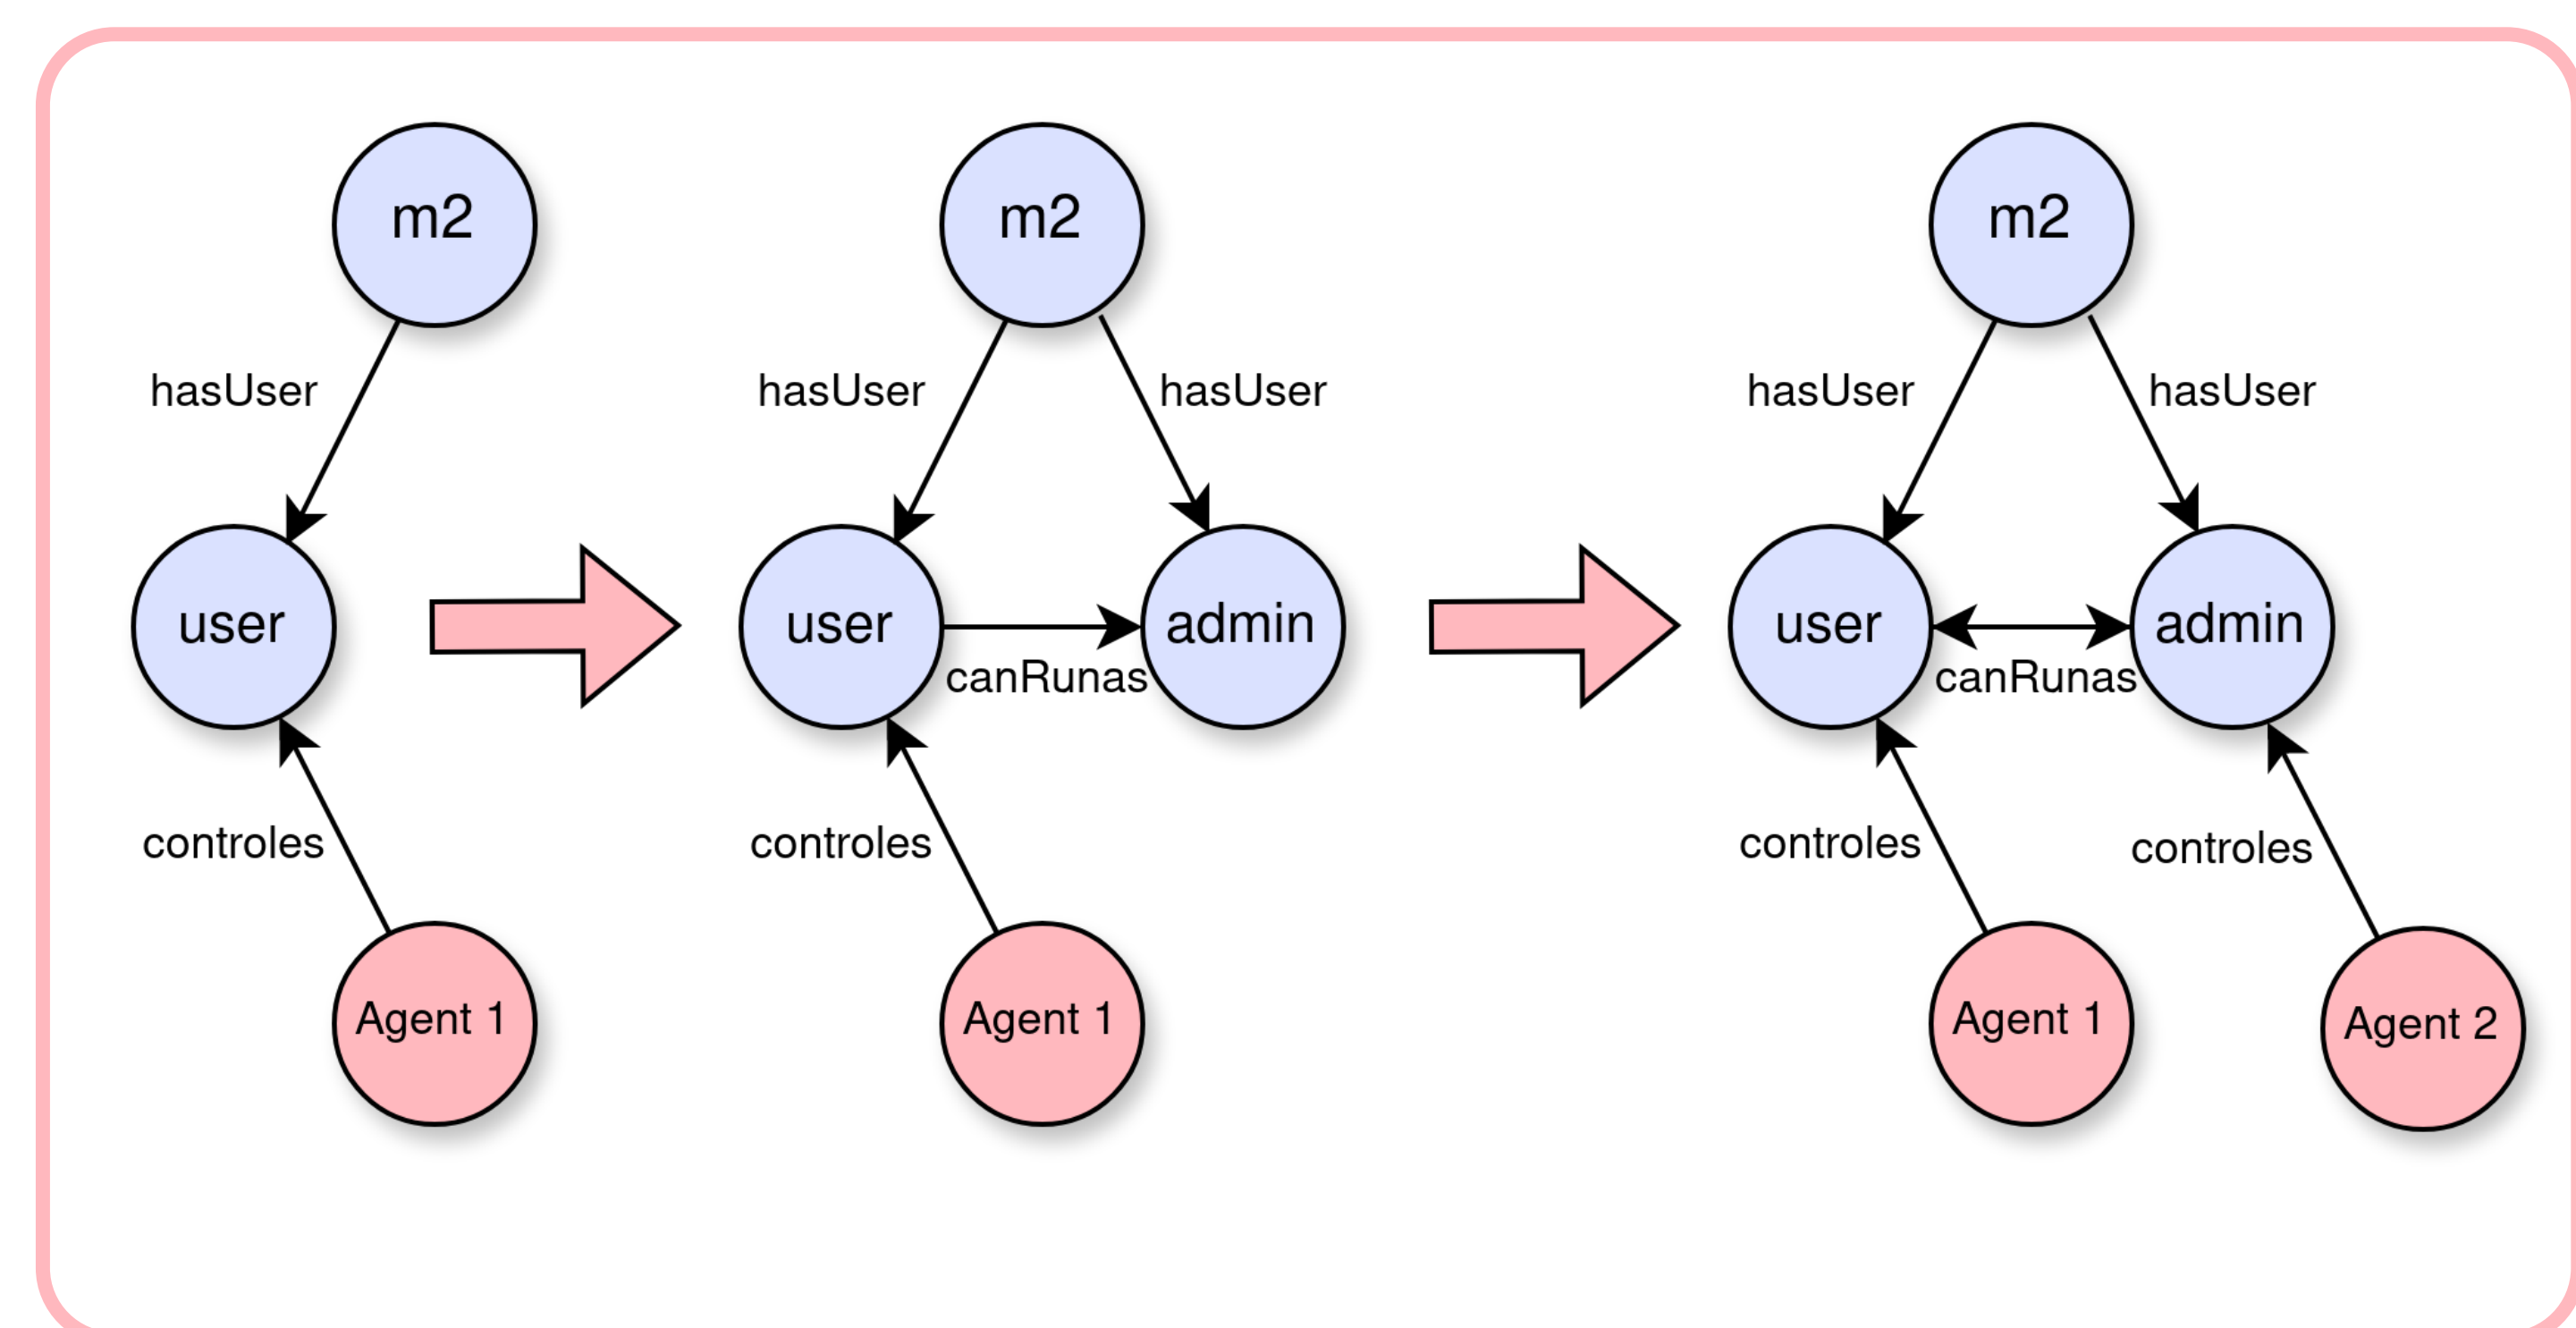 m2
m2
m2
hasUser
hasUser
hasUser
hasUser
hasUser
user
user
admin
user
admin
canRunas
canRunas
controles
controles
controles
controles
Agent 1
Agent 1
Agent 1
Agent 2